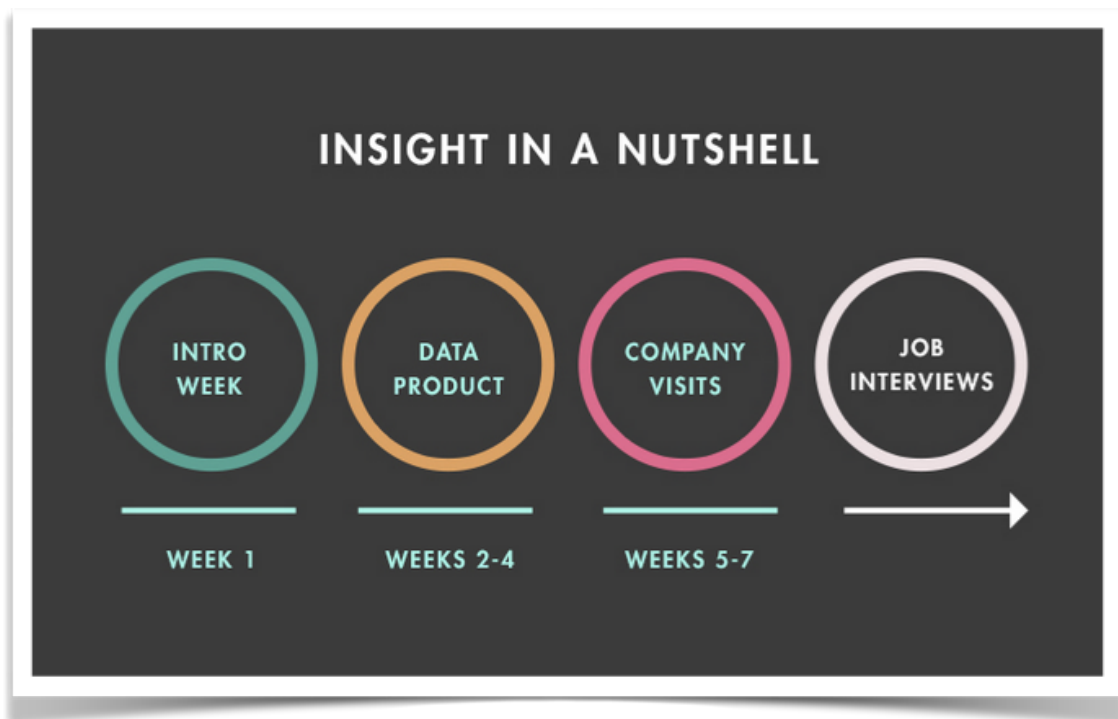 INSIGHT IN A NUTSHELL
INTRO
WEEK
DATA
PRODUCT
COMPANY
VISITS
JOB
INTERVIEWS
WEEK 1
WEEKS 2-4
WEEKS 5-7